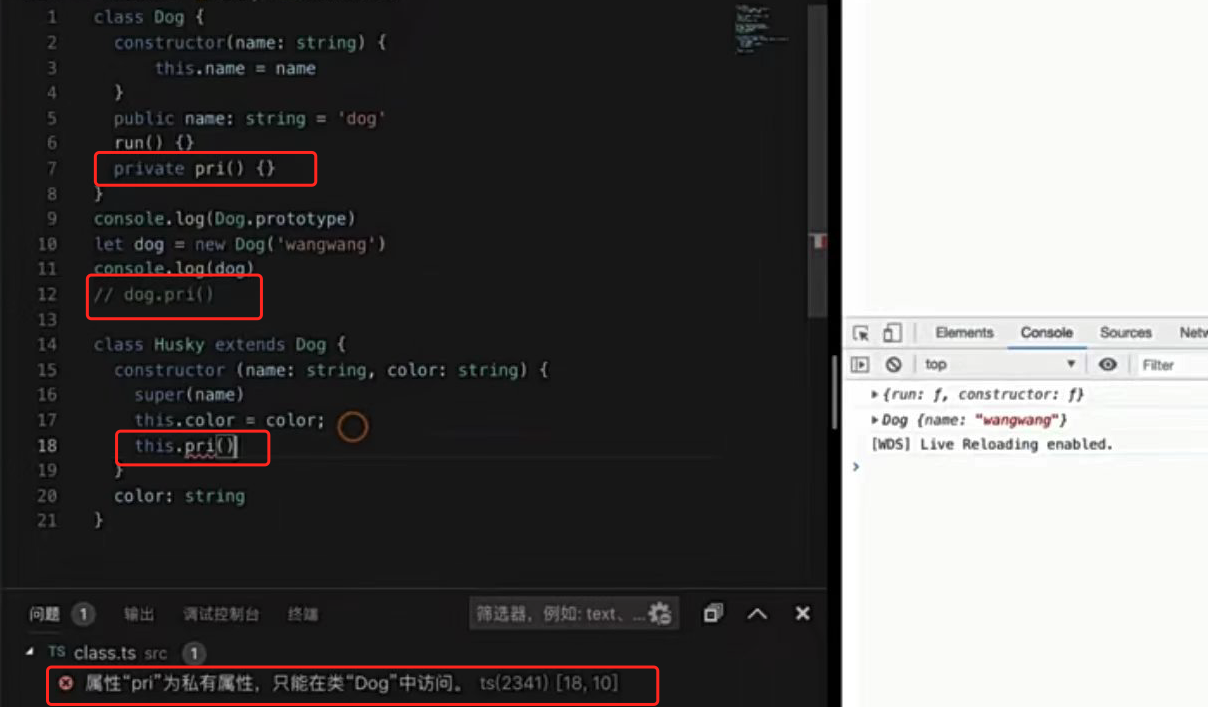 1 class Dog {
2 constructor(name: string) {
3 this.name = name
4 }
5 public name: string = 'dog'
6 run() {}
7 private pri() {}
8 }
9 console.log(Dog.prototype)
10 let dog = new Dog('wangwang')
11 console.log(dog)
12 // dog.pri()
13
14 class Husky extends Dog {
15 constructor (name: string, color: string) {
16 super(name)
17 this.color = color;
18 this.pri()
19 }
20 color: string
21 }
问题 1 输出 调试控制台 终端 筛选器，例如: text、...
TS class.ts src 1
属性“pri”为私有属性，只能在类“Dog”中访问。 ts(2341) [18, 10]
Elements Console Sources Netw
top Filter
{run: ƒ, constructor: ƒ}
Dog {name: "wangwang"}
[WDS] Live Reloading enabled.